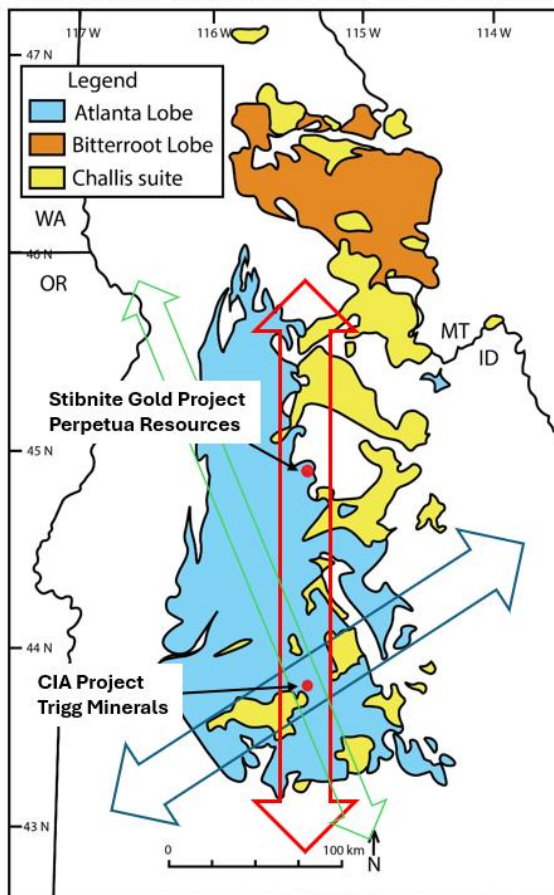 117 W
116 W
115 W
114 W
47 N
Legend
Atlanta Lobe
Bitterroot Lobe
Challis suite
WA
46 N
OR
MT
ID
Stibnite Gold Project
Perpetua Resources
45 N
44 N
CIA Project
Trigg Minerals
43 N
0
100 km
N